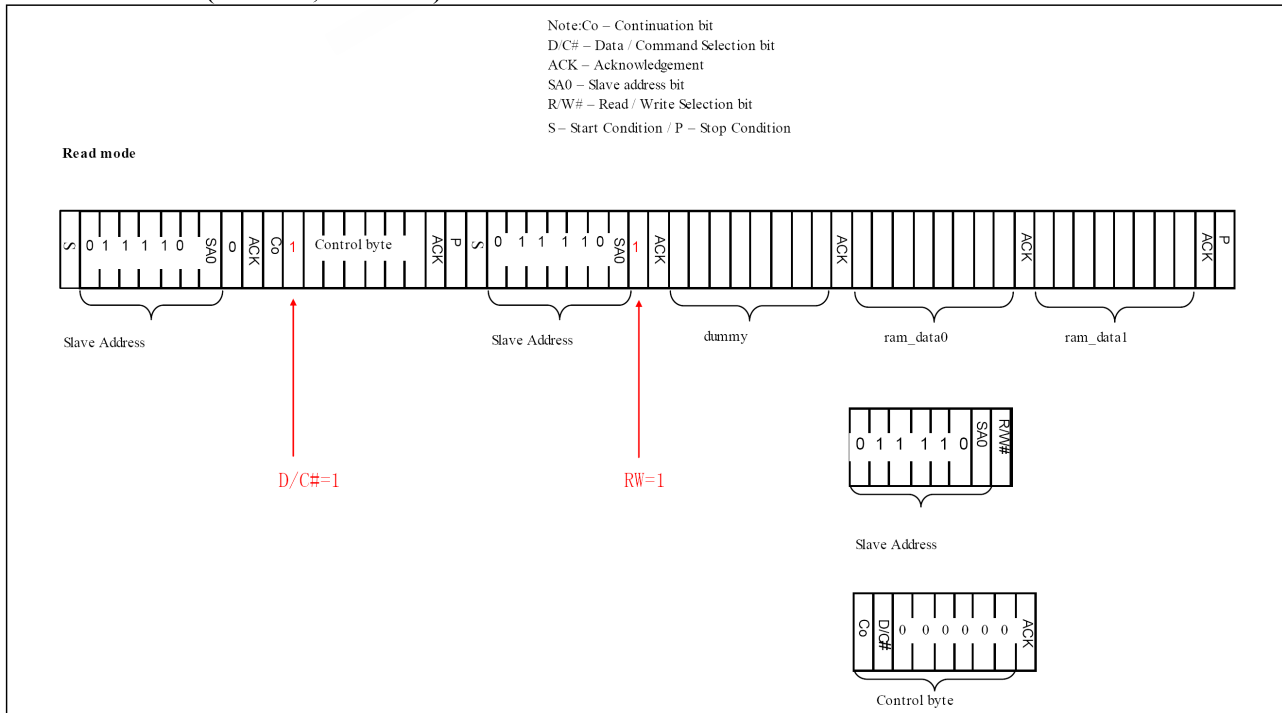 Note:Co – Continuation bit
D/C# – Data / Command Selection bit
ACK – Acknowledgement
SA0 – Slave address bit
R/W# – Read / Write Selection bit
S – Start Condition / P – Stop Condition
Read mode
S 0 1 1 1 1 0 SA0 0 ACK Co 1 Control byte ACK P S 0 1 1 1 1 0 SA0 1 ACK ACK ACK ACK P
Slave Address Slave Address dummy ram_data0 ram_data1
D/C#=1 RW=1
0 1 1 1 1 0 SA0 R/W#
Slave Address
Co D/C# 0 0 0 0 0 0 ACK
Control byte